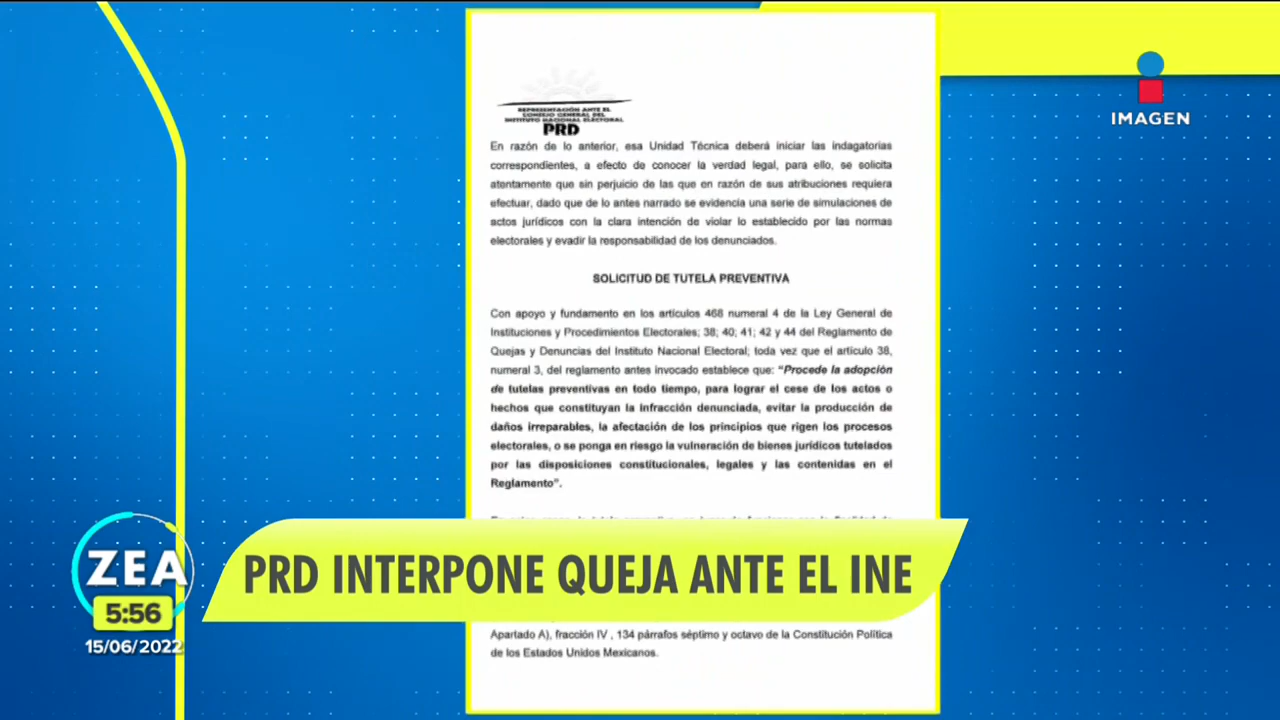 IMAGEN
REPRESENTACIÓN ANTE EL
CONSEJO GENERAL DEL
INSTITUTO NACIONAL ELECTORAL
PRD
En razón de lo anterior, esa Unidad Técnica deberá iniciar las indagatorias
correspondientes, a efecto de conocer la verdad legal, para ello, se solicita
atentamente que sin perjuicio de las que en razón de sus atribuciones requiera
efectuar, dado que de lo antes narrado se evidencia una serie de simulaciones de
actos jurídicos con la clara intención de violar lo establecido por las normas
electorales y evadir la responsabilidad de los denunciados.
SOLICITUD DE TUTELA PREVENTIVA
Con apoyo y fundamento en los artículos 468 numeral 4 de la Ley General de
Instituciones y Procedimientos Electorales; 38; 40; 41; 42 y 44 del Reglamento de
Quejas y Denuncias del Instituto Nacional Electoral; toda vez que el artículo 38,
numeral 3, del reglamento antes invocado establece que: “Procede la adopción
de tutelas preventivas en todo tiempo, para lograr el cese de los actos o
hechos que constituyan la infracción denunciada, evitar la producción de
daños irreparables, la afectación de los principios que rigen los procesos
electorales, o se ponga en riesgo la vulneración de bienes jurídicos tutelados
por las disposiciones constitucionales, legales y las contenidas en el
Reglamento”.
PRD INTERPONE QUEJA ANTE EL INE
Apartado A), fracción IV , 134 párrafos séptimo y octavo de la Constitución Política
de los Estados Unidos Mexicanos.
ZEA
5:56
15/06/2022